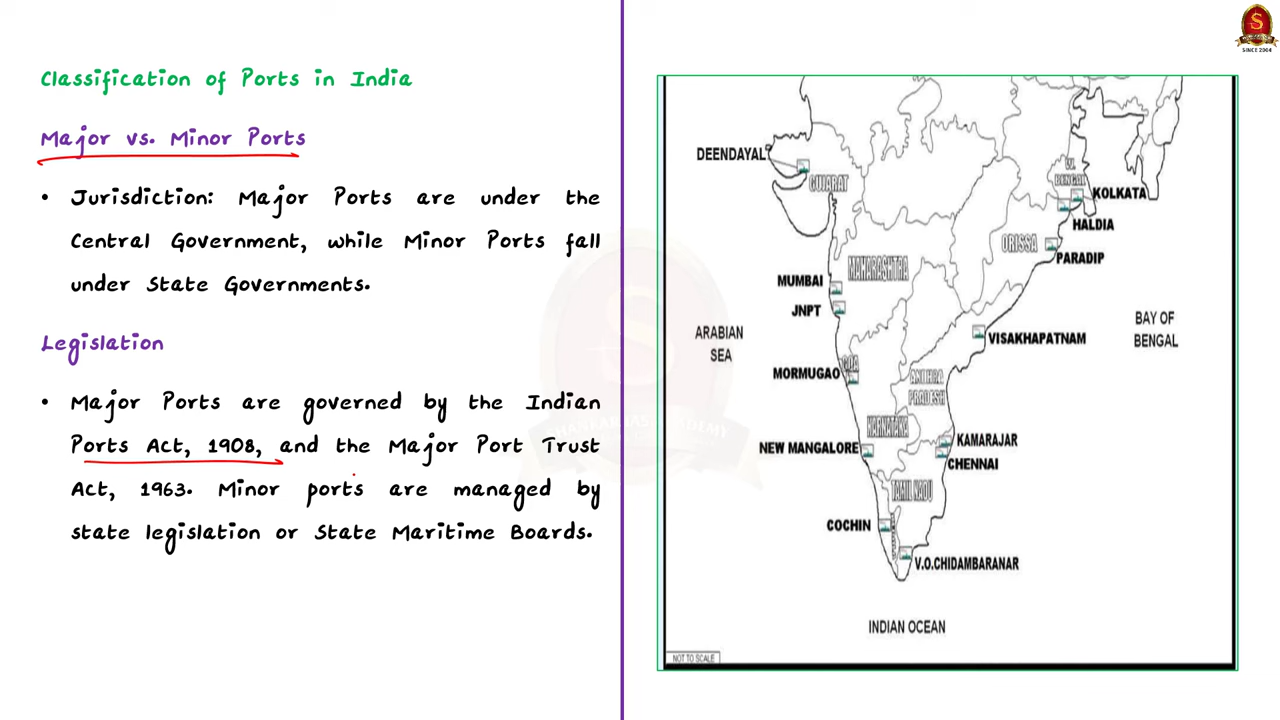 Classification of Ports in India
Major vs. Minor Ports
• Jurisdiction: Major Ports are under the
Central Government, while Minor Ports fall
under State Governments.
Legislation
• Major Ports are governed by the Indian
Ports Act, 1908, and the Major Port Trust
Act, 1963. Minor ports are managed by
state legislation or State Maritime Boards.
SINCE 2004
DEENDAYAL
GUJARAT
W. BENGAL
KOLKATA
HALDIA
ORISSA
PARADIP
MUMBAI
MAHARASHTRA
JNPT
ARABIAN
SEA
VISAKHAPATNAM
BAY OF
BENGAL
GOA
MORMUGAO
ANDHRA
PRADESH
KARNATAKA
NEW MANGALORE
KAMARAJAR
CHENNAI
TAMIL NADU
COCHIN
V.O.CHIDAMBARANAR
INDIAN OCEAN
NOT TO SCALE